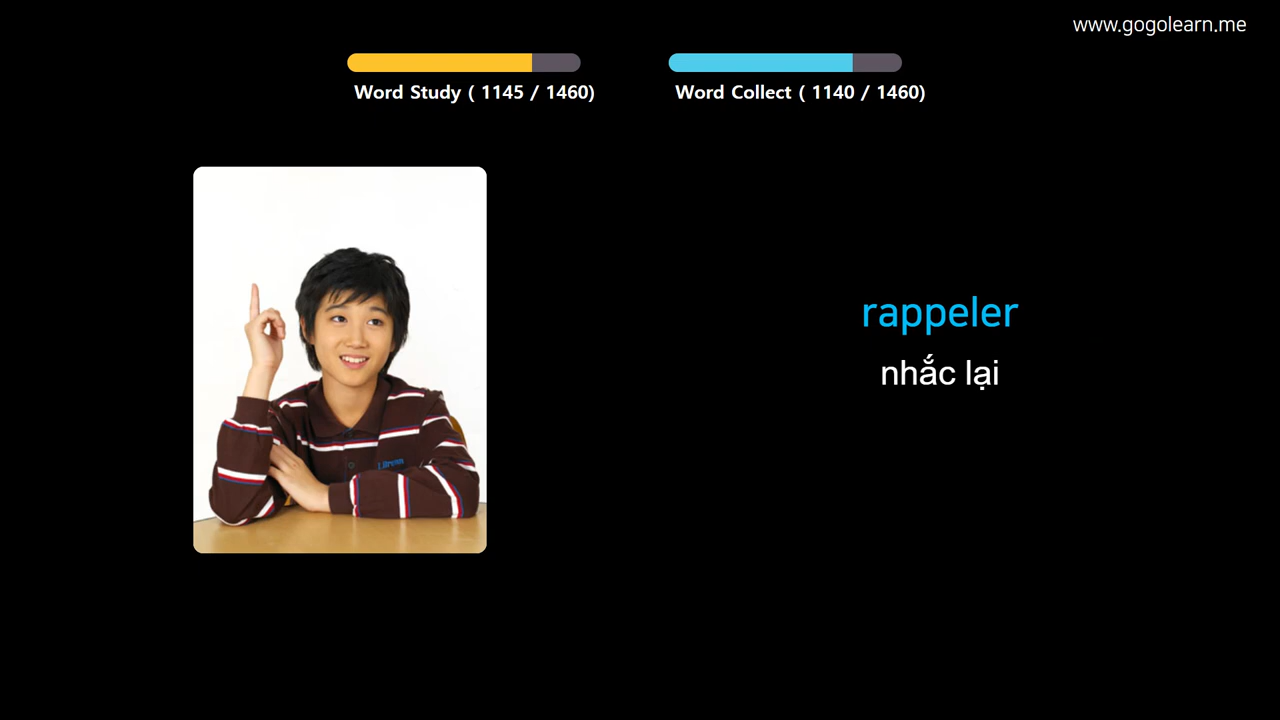 www.gogolearn.me
Word Study ( 1145 / 1460)
Word Collect ( 1140 / 1460)
rappeler
nhắc lại